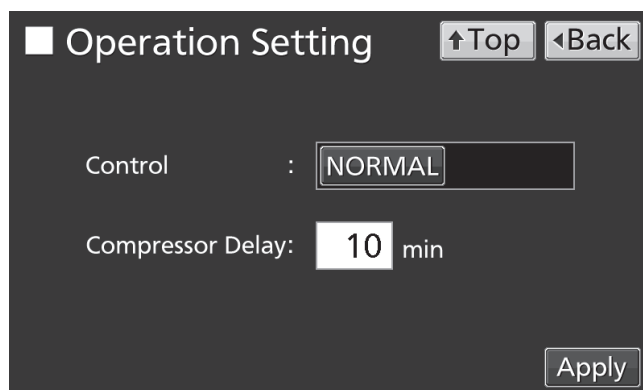 ■ Operation Setting ↑Top ◂Back
Control : NORMAL
Compressor Delay: 10 min
Apply